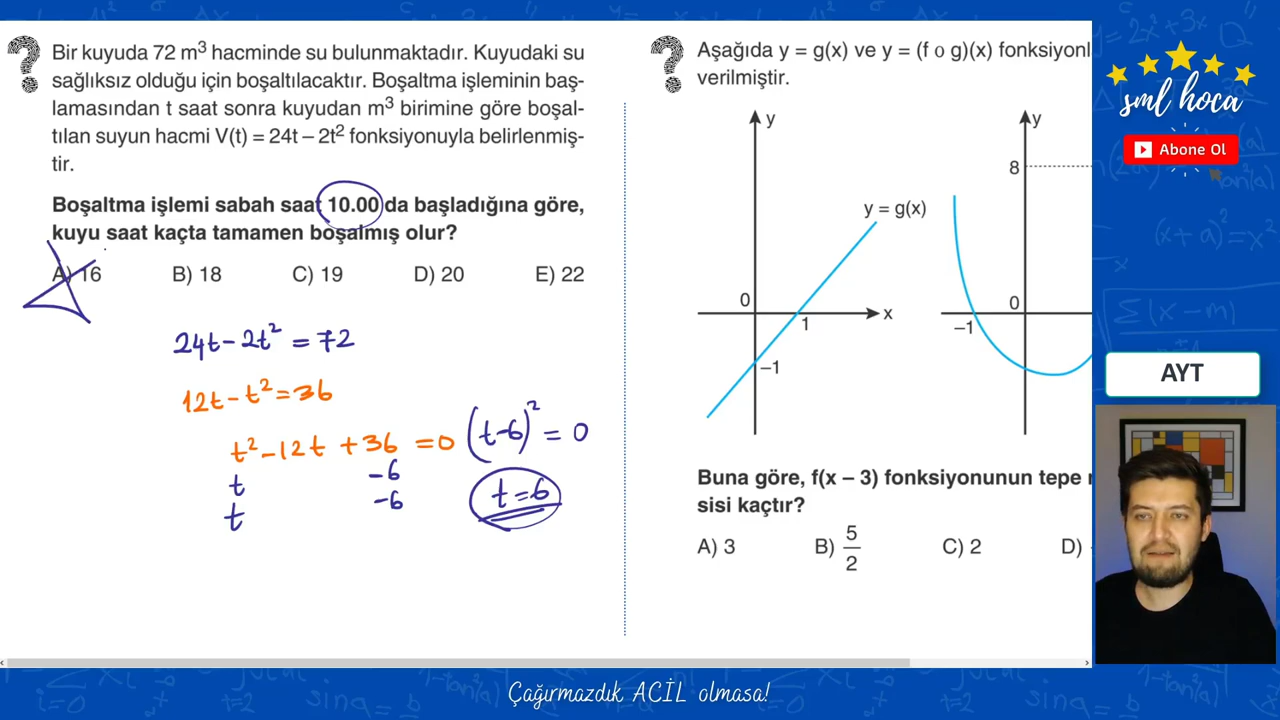 Bir kuyuda 72 m³ hacminde su bulunmaktadır. Kuyudaki su
sağlıksız olduğu için boşaltılacaktır. Boşaltma işleminin baş-
lamasından t saat sonra kuyudan m³ birimine göre boşal-
tılan suyun hacmi V(t) = 24t – 2t² fonksiyonuyla belirlenmiş-
tir.
Boşaltma işlemi sabah saat 10.00 da başladığına göre,
kuyu saat kaçta tamamen boşalmış olur?
A) 16 B) 18 C) 19 D) 20 E) 22
24t – 2t² = 72
12t – t² = 36
t² – 12t + 36 = 0 (t-6)² = 0
t -6
t -6
t = 6
Aşağıda y = g(x) ve y = (f o g)(x) fonksiyonl
verilmiştir.
y
y = g(x)
0
1
x
–1
y
8
0
–1
Buna göre, f(x – 3) fonksiyonunun tepe
sisi kaçtır?
A) 3 B) 5/2 C) 2 D)
sml hoca
Abone Ol
AYT
Çağırmazdık ACİL olmasa!